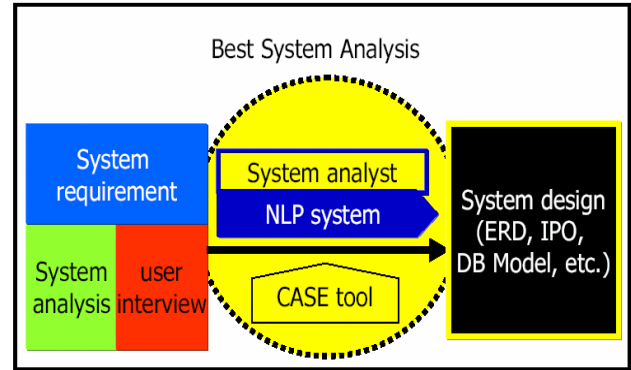 Best System Analysis
System
requirement
System
analysis
user
interview
System analyst
NLP system
CASE tool
System design
(ERD, IPO,
DB Model, etc.)